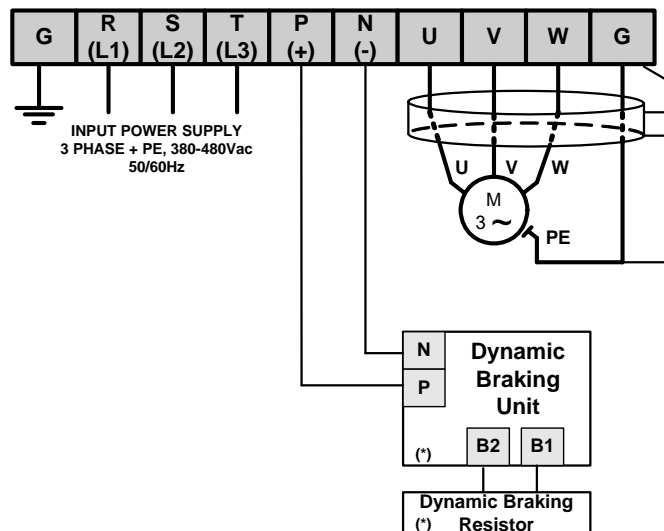 G R S T P N U V W G
(L1) (L2) (L3) (+) (-)
INPUT POWER SUPPLY
3 PHASE + PE, 380-480Vac
50/60Hz
U V W
M
3 ~
PE
N
P
Dynamic
Braking
Unit
B2 B1
(*)
Dynamic Braking
(*) Resistor